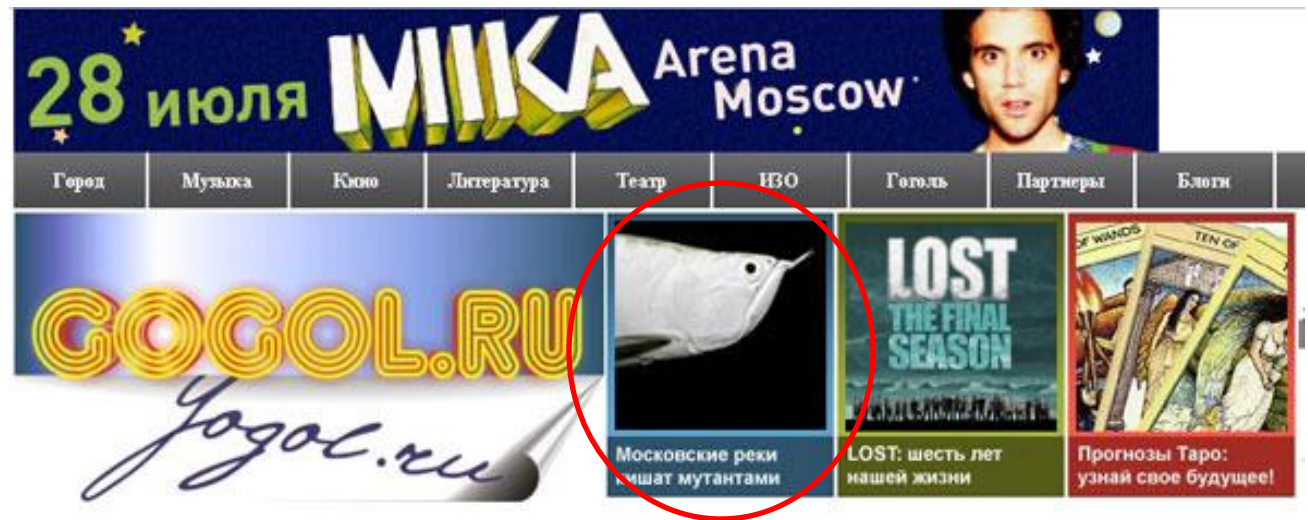 28 июля MIKA Arena
Moscow
Город Музыка Кино Литература Театр ИЗО Гоголь Партнеры Блоги
GOGOL.RU
gogol.ru
LOST
THE FINAL
SEASON
OF WANDS
TEN OF
Московские реки
кишат мутантами
LOST: шесть лет
нашей жизни
Прогнозы Таро:
узнай свое будущее!